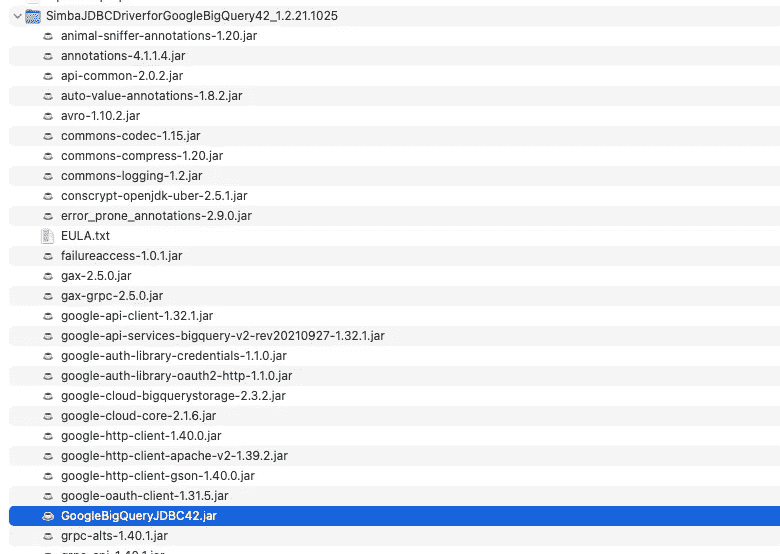 SimbaJDBCDriverforGoogleBigQuery42_1.2.21.1025
animal-sniffer-annotations-1.20.jar
annotations-4.1.1.4.jar
api-common-2.0.2.jar
auto-value-annotations-1.8.2.jar
avro-1.10.2.jar
commons-codec-1.15.jar
commons-compress-1.20.jar
commons-logging-1.2.jar
conscrypt-openjdk-uber-2.5.1.jar
error_prone_annotations-2.9.0.jar
EULA.txt
failureaccess-1.0.1.jar
gax-2.5.0.jar
gax-grpc-2.5.0.jar
google-api-client-1.32.1.jar
google-api-services-bigquery-v2-rev20210927-1.32.1.jar
google-auth-library-credentials-1.1.0.jar
google-auth-library-oauth2-http-1.1.0.jar
google-cloud-bigquerystorage-2.3.2.jar
google-cloud-core-2.1.6.jar
google-http-client-1.40.0.jar
google-http-client-apache-v2-1.39.2.jar
google-http-client-gson-1.40.0.jar
google-oauth-client-1.31.5.jar
GoogleBigQueryJDBC42.jar
grpc-alts-1.40.1.jar
grpc-api-1.40.1.jar